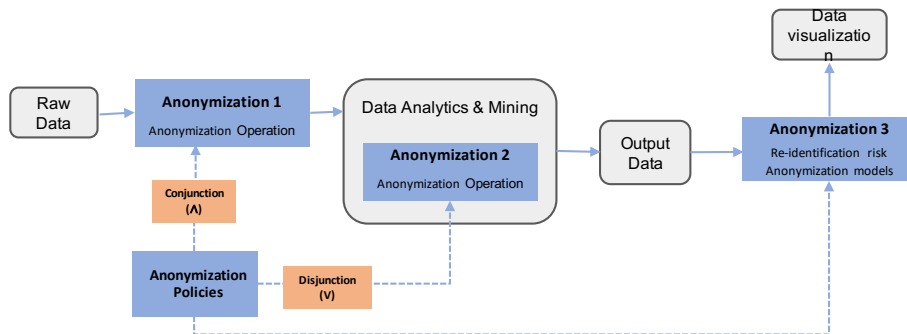 Data
visualizatio
n
Raw
Data
Anonymization 1
Anonymization Operation
Data Analytics & Mining
Anonymization 2
Anonymization Operation
Output
Data
Anonymization 3
Re-identification risk
Anonymization models
Conjunction
(Λ)
Anonymization
Policies
Disjunction
(V)